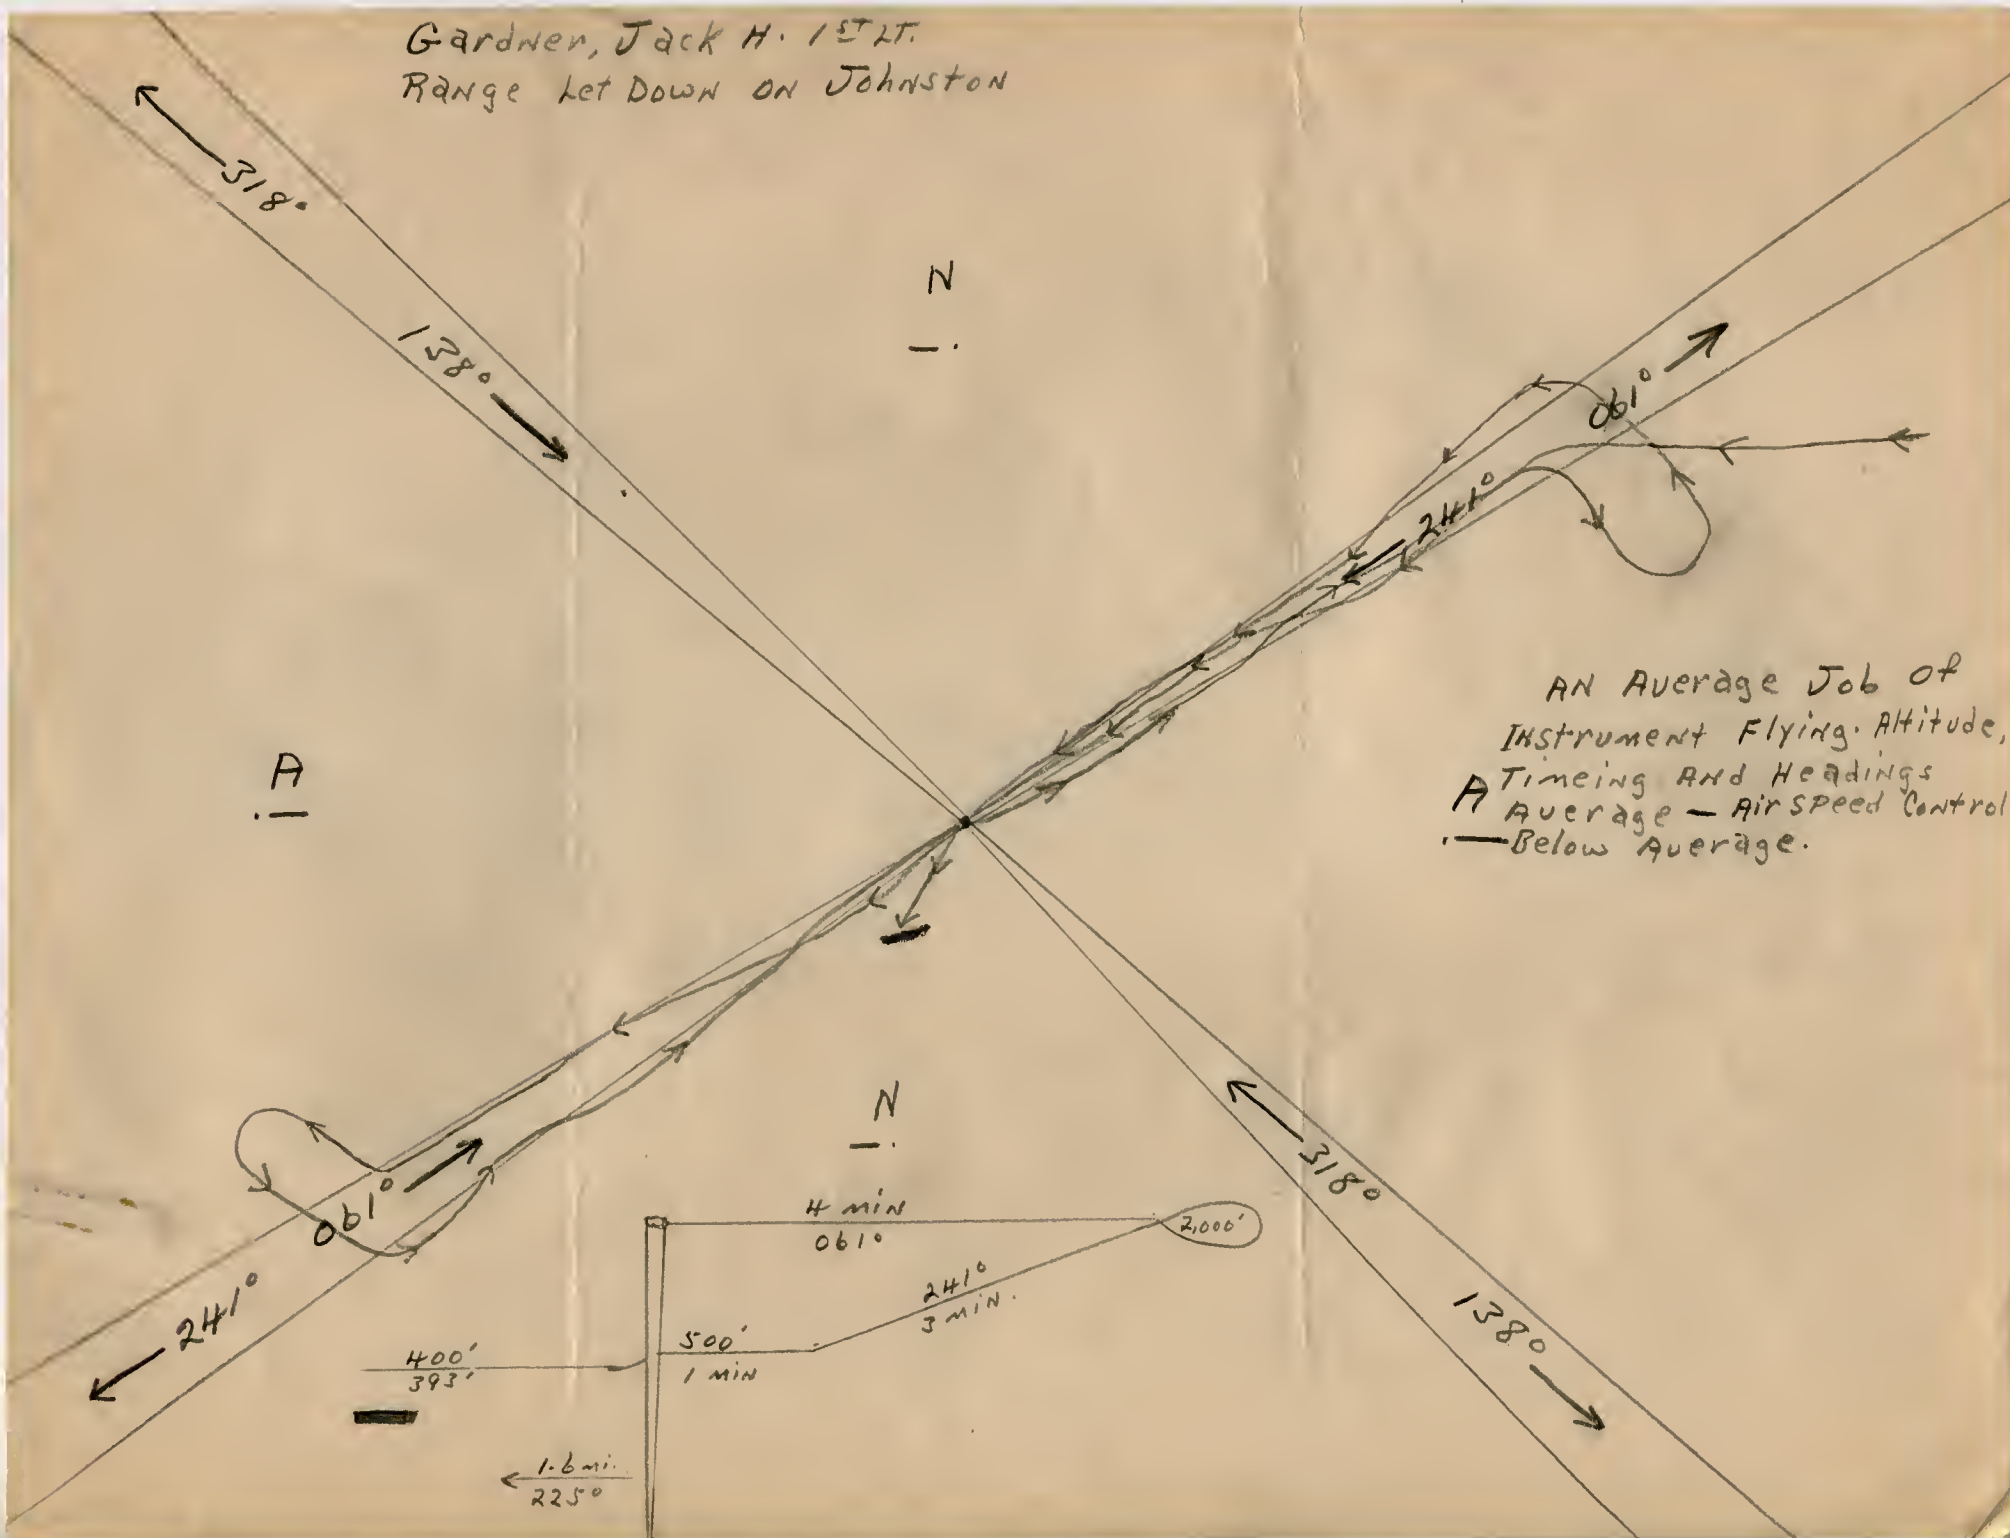 Gardner, Jack H. 1ST LT.
Range Let Down on Johnston
318°
138°
N
— .
061°
241°
A
. —
An Average Job of
Instrument Flying. Altitude,
Timeing And Headings
Average — Air Speed Control
Below Average.
A
. —
N
— .
061°
241°
318°
138°
4 min
061°
2,000'
241°
3 min.
500'
1 min
400'
393'
1.6 mi.
225°